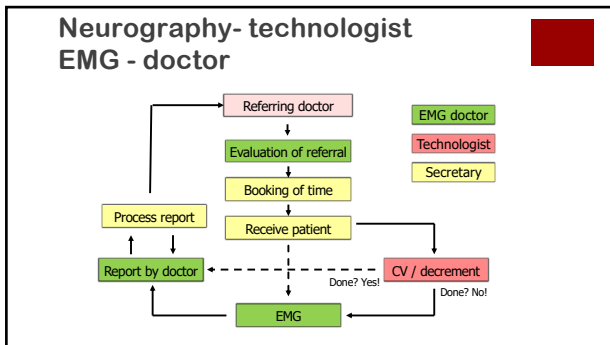 Neurography- technologist
EMG - doctor
Referring doctor
EMG doctor
Evaluation of referral
Technologist
Booking of time
Secretary
Process report
Receive patient
Report by doctor
CV / decrement
Done? Yes!
Done? No!
EMG